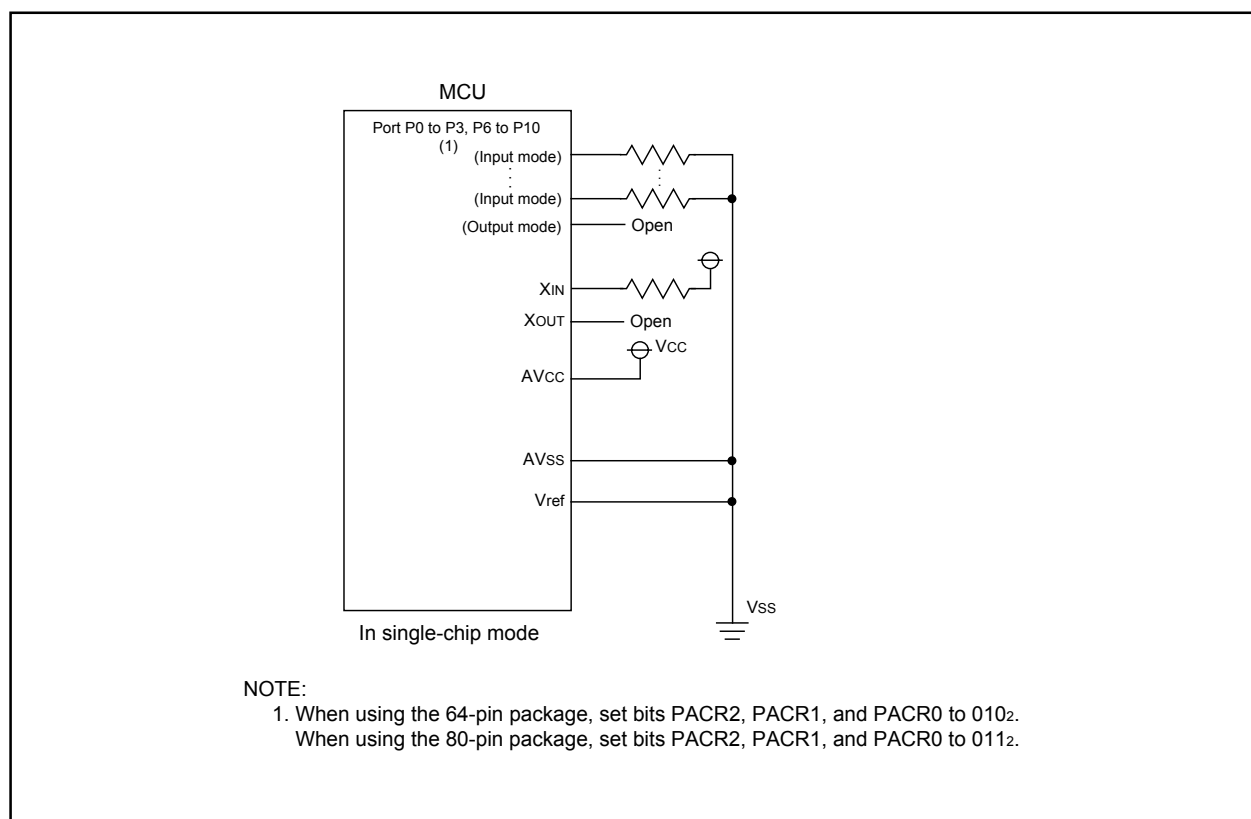 MCU
Port P0 to P3, P6 to P10
(1)
(Input mode)
(Input mode)
(Output mode)
Open
XIN
XOUT
Open
VCC
AVCC
AVSS
Vref
VSS
In single-chip mode
NOTE:
1. When using the 64-pin package, set bits PACR2, PACR1, and PACR0 to 010₂.
When using the 80-pin package, set bits PACR2, PACR1, and PACR0 to 011₂.